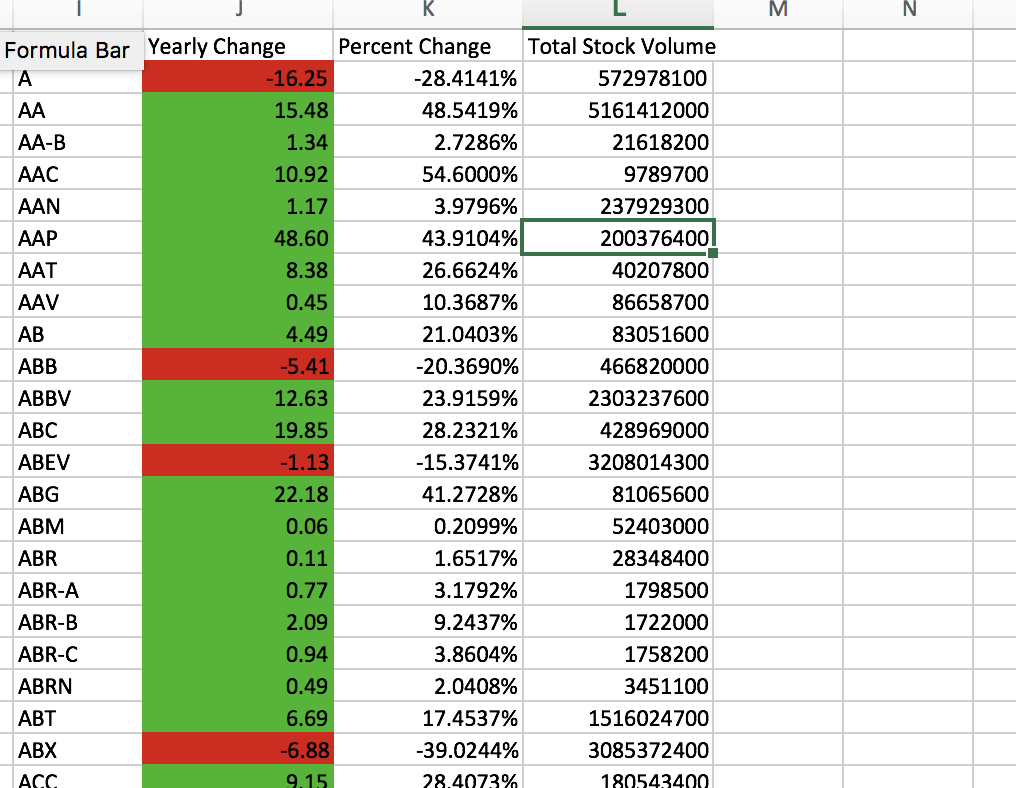 I J K L M N
Formula Bar Yearly Change Percent Change Total Stock Volume
A -16.25 -28.4141% 572978100
AA 15.48 48.5419% 5161412000
AA-B 1.34 2.7286% 21618200
AAC 10.92 54.6000% 9789700
AAN 1.17 3.9796% 237929300
AAP 48.60 43.9104% 200376400
AAT 8.38 26.6624% 40207800
AAV 0.45 10.3687% 86658700
AB 4.49 21.0403% 83051600
ABB -5.41 -20.3690% 466820000
ABBV 12.63 23.9159% 2303237600
ABC 19.85 28.2321% 428969000
ABEV -1.13 -15.3741% 3208014300
ABG 22.18 41.2728% 81065600
ABM 0.06 0.2099% 52403000
ABR 0.11 1.6517% 28348400
ABR-A 0.77 3.1792% 1798500
ABR-B 2.09 9.2437% 1722000
ABR-C 0.94 3.8604% 1758200
ABRN 0.49 2.0408% 3451100
ABT 6.69 17.4537% 1516024700
ABX -6.88 -39.0244% 3085372400
ACC 9.15 28.4073% 180543400